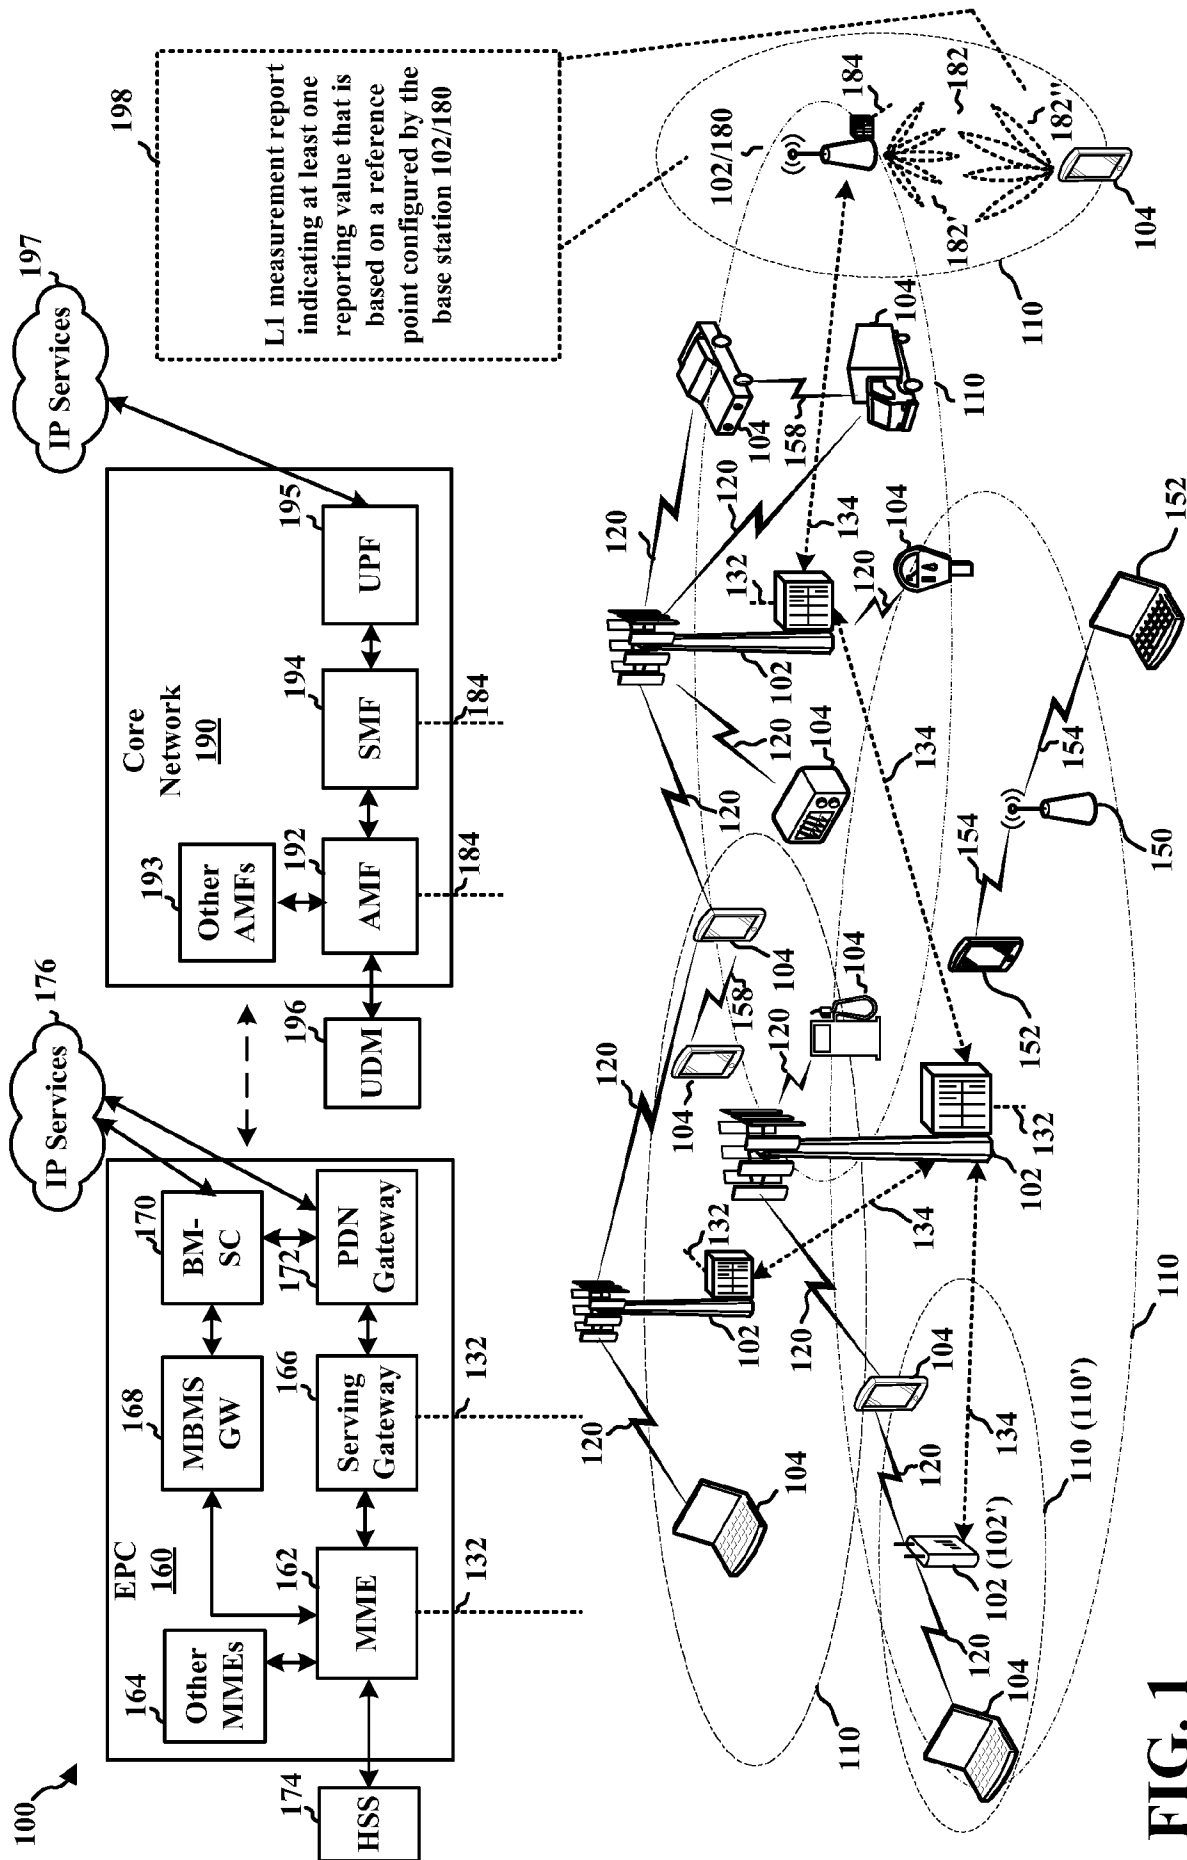 100
HSS
174
EPC
160
164
Other
MMEs
162
MME
132
168
MBMS
GW
166
Serving
Gateway
132
170
BM-
SC
172
PDN
Gateway
176
IP Services
196
UDM
Core
Network
190
193
Other
AMFs
192
AMF
184
194
SMF
184
195
UPF
197
IP Services
198
L1 measurement report
indicating at least one
reporting value that is
based on a reference
point configured by the
base station 102/180
102/180
184
182
182'
182''
104
110
104
158
104
110
120
120
134
132
102
120
104
120
104
120
134
104
158
104
120
120
104
132
102
134
132
102
120
104
110
120
104
120
102 (102')
120
104
134
110 (110')
110
152
154
150
154
152
FIG. 1